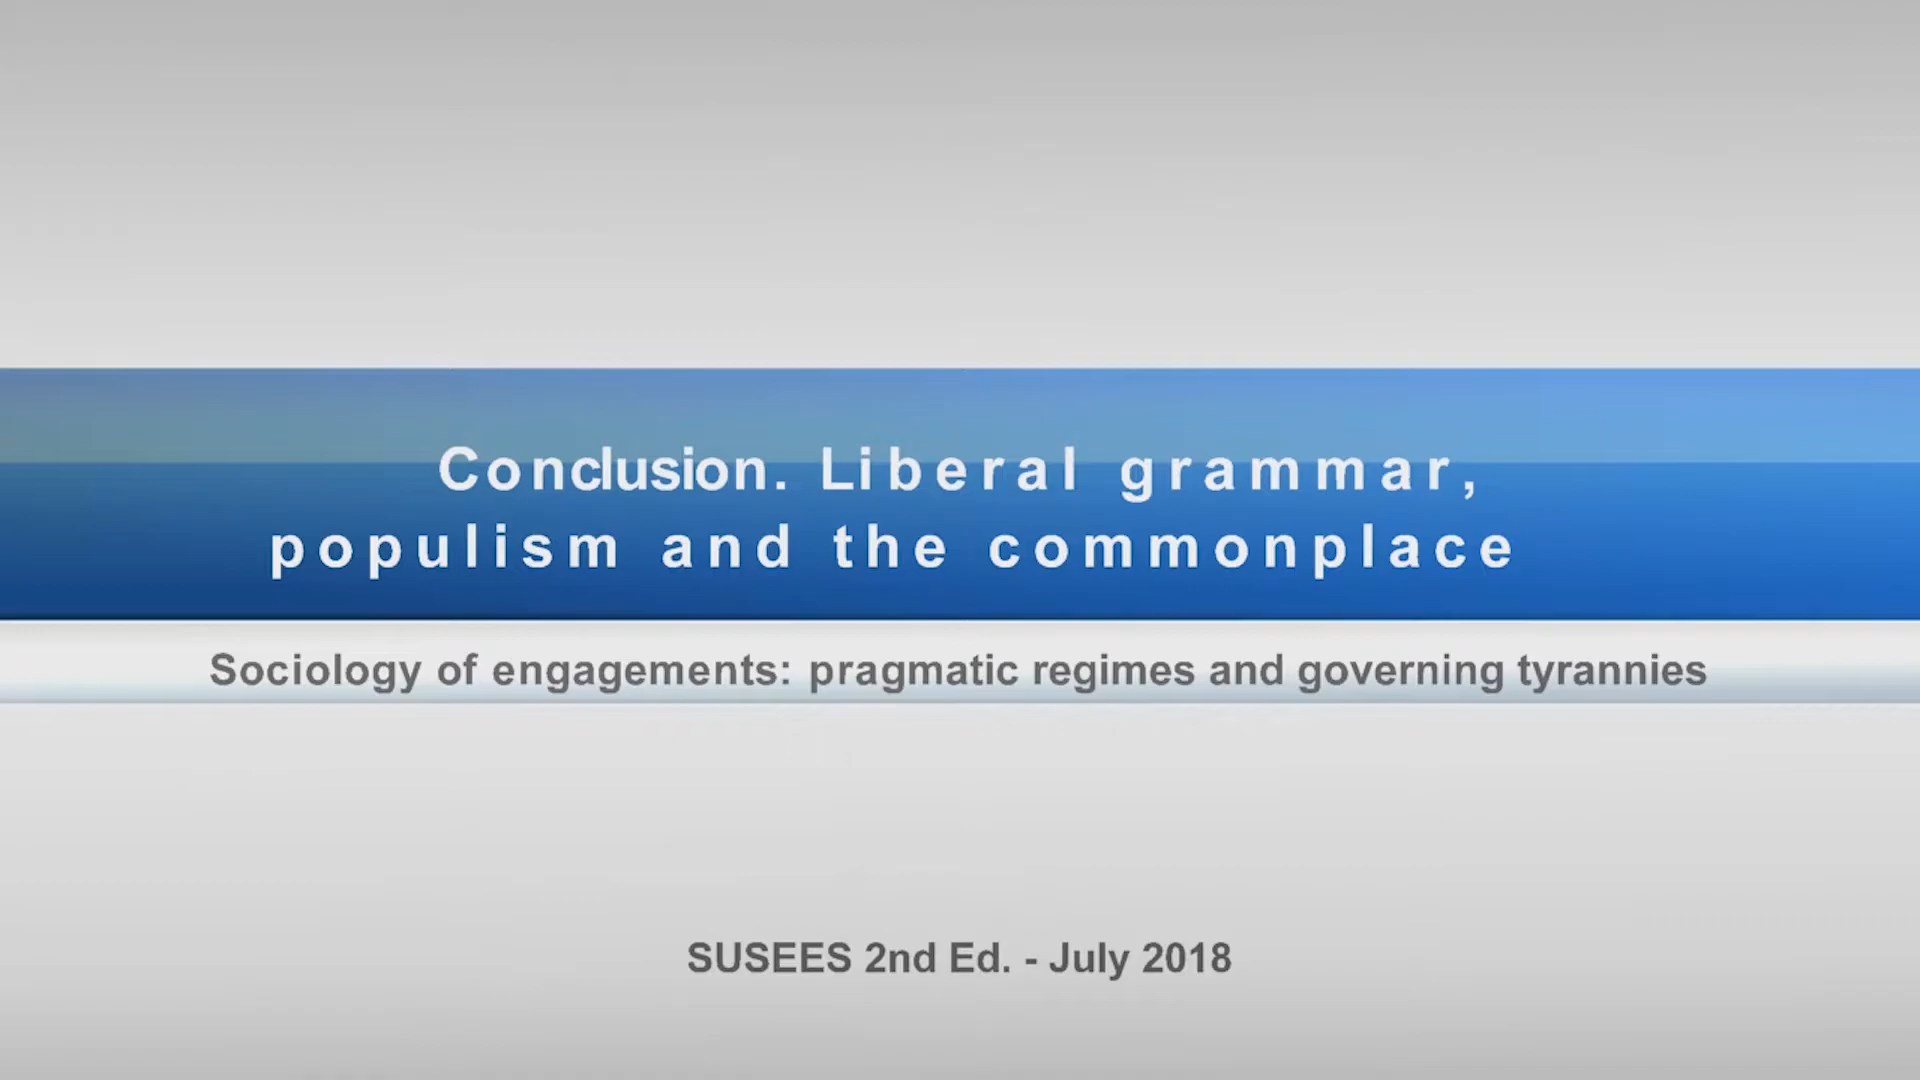 Conclusion. Liberal grammar,
populism and the commonplace
Sociology of engagements: pragmatic regimes and governing tyrannies
SUSEES 2nd Ed. - July 2018